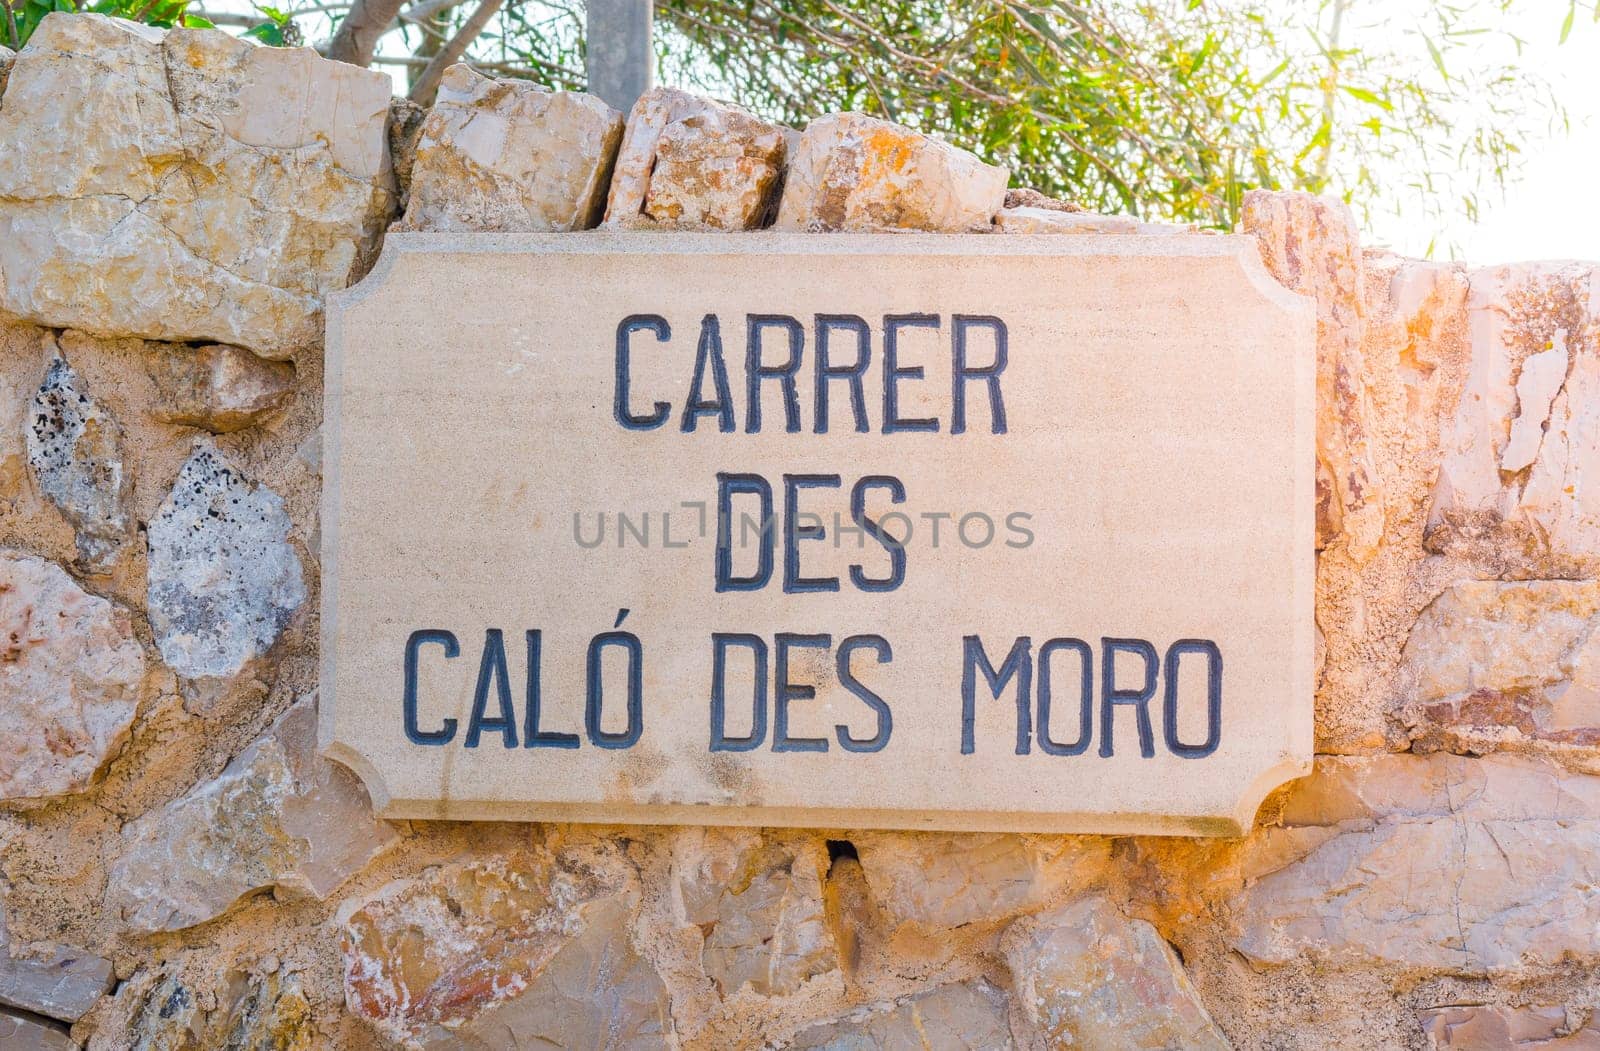 CARRER
DES
UNLIMPHOTOS
CALÓ DES MORO